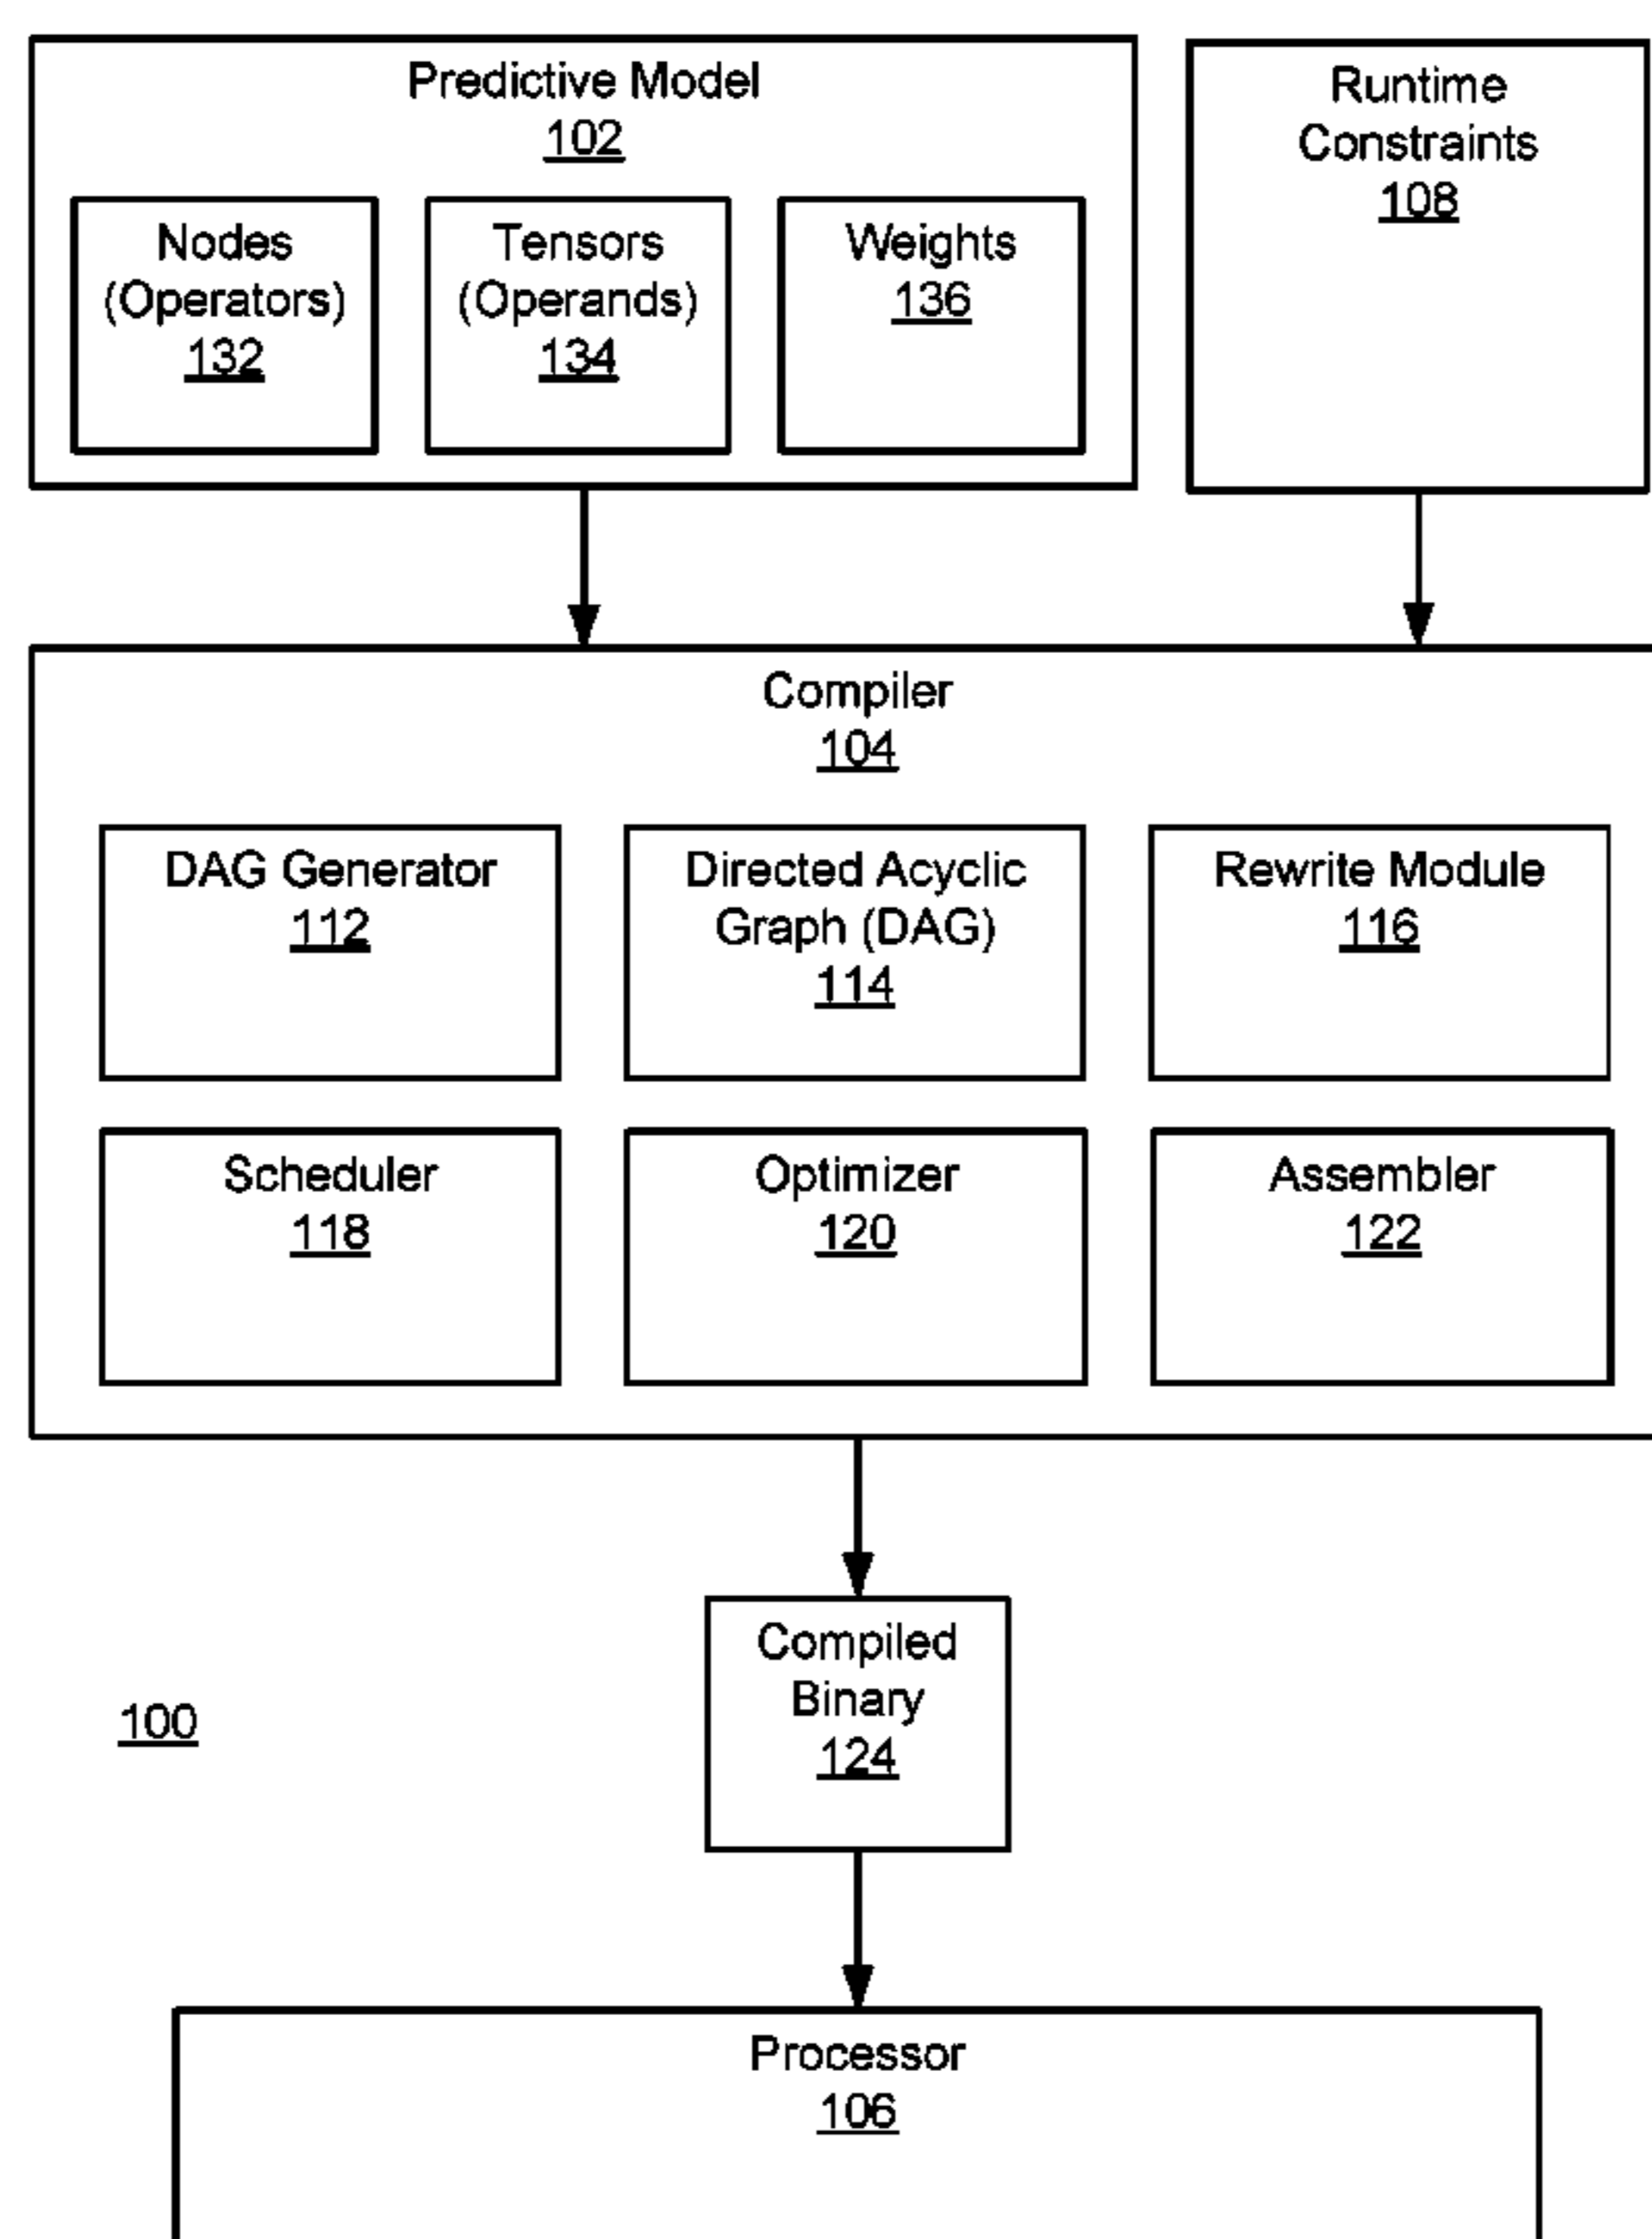 Predictive Model
102
Nodes
(Operators)
132
Tensors
(Operands)
134
Weights
136
Runtime
Constraints
108
Compiler
104
DAG Generator
112
Directed Acyclic
Graph (DAG)
114
Rewrite Module
116
Scheduler
118
Optimizer
120
Assembler
122
Compiled
Binary
124
100
Processor
106